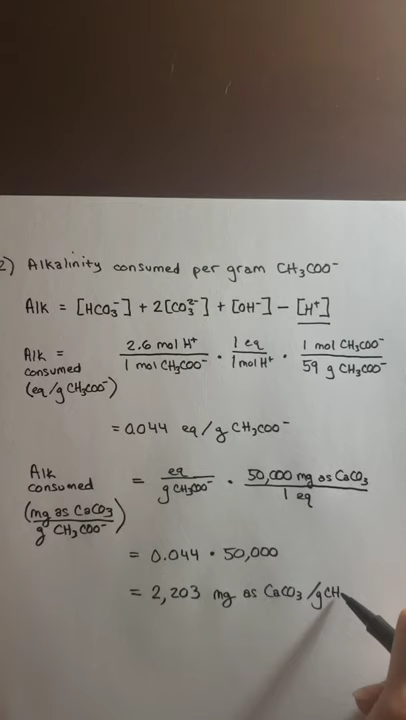 2) Alkalinity consumed per gram CH₃COO⁻
Alk = [HCO₃⁻] + 2[CO₃²⁻] + [OH⁻] − [H⁺]
Alk consumed (eq/g CH₃COO⁻) = 2.6 mol H⁺ / 1 mol CH₃COO⁻ · 1 eq / 1 mol H⁺ · 1 mol CH₃COO⁻ / 59 g CH₃COO⁻
= 0.044 eq/g CH₃COO⁻
Alk consumed (mg as CaCO₃ / g CH₃COO⁻) = eq / g CH₃COO⁻ · 50,000 mg as CaCO₃ / 1 eq
= 0.044 · 50,000
= 2,203 mg as CaCO₃/g CH